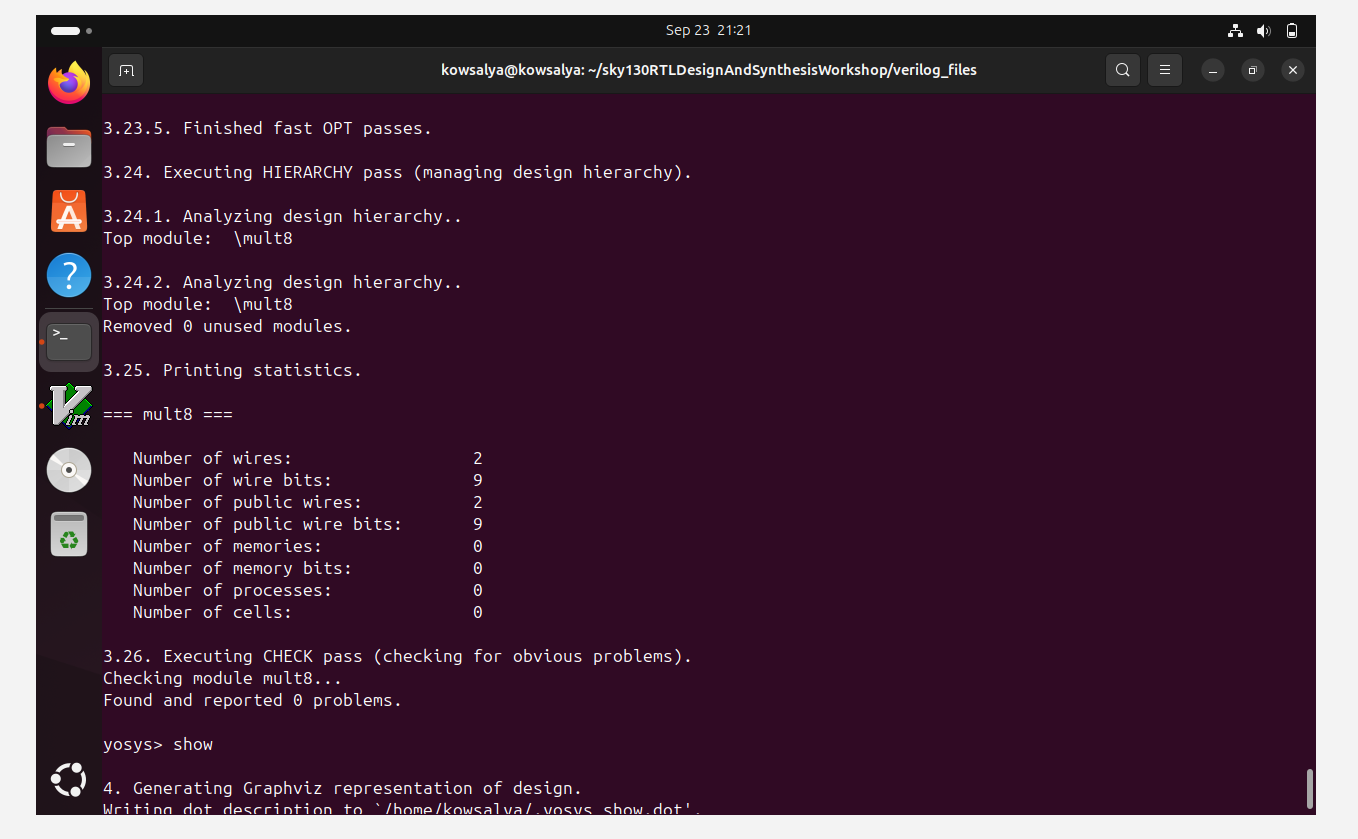 Sep 23 21:21
kowsalya@kowsalya: ~/sky130RTLDesignAndSynthesisWorkshop/verilog_files
3.23.5. Finished fast OPT passes.
3.24. Executing HIERARCHY pass (managing design hierarchy).
3.24.1. Analyzing design hierarchy..
Top module:  \mult8
3.24.2. Analyzing design hierarchy..
Top module:  \mult8
Removed 0 unused modules.
3.25. Printing statistics.
=== mult8 ===
Number of wires: 2
Number of wire bits: 9
Number of public wires: 2
Number of public wire bits: 9
Number of memories: 0
Number of memory bits: 0
Number of processes: 0
Number of cells: 0
3.26. Executing CHECK pass (checking for obvious problems).
Checking module mult8...
Found and reported 0 problems.
yosys> show
4. Generating Graphviz representation of design.
Writing dot description to `/home/kowsalya/.yosys_show.dot'.